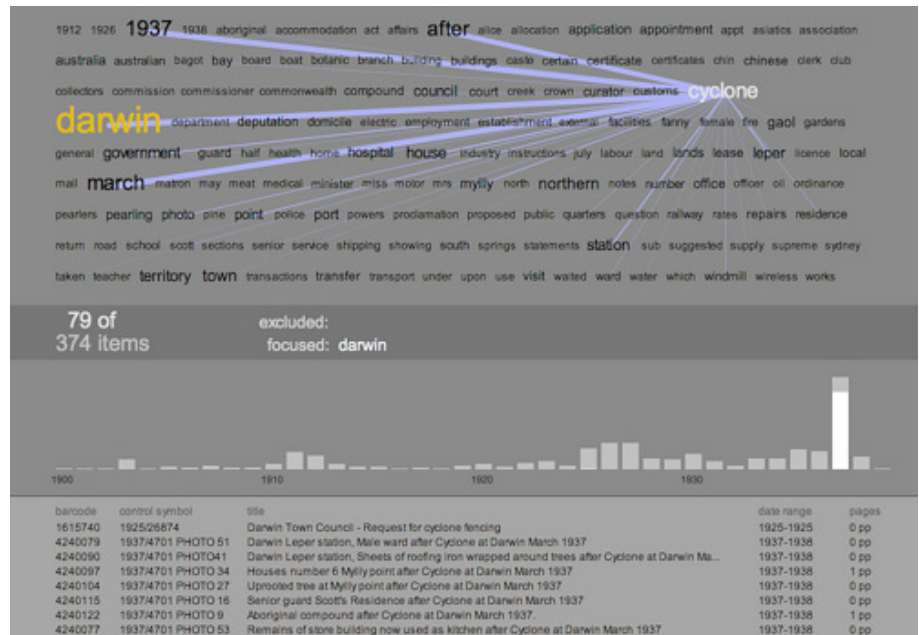 1912 1926 1937 1938 aboriginal accommodation act affairs after alice allocation application appointment appt asiatics association
australia australian bagot bay board boat botanic branch building buildings caste certain certificate certificates chin chinese clerk club
collectors commission commissioner commonwealth compound council court creek crown curator customs cyclone
darwin department deputation domicile electric employment establishment external facilities fanny female fire gaol gardens
general government guard half health home hospital house industry instructions july labour land lands lease leper licence local
mail march matron may meat medical minister miss motor mrs mylly north northern notes number office officer oil ordinance
pearlers pearling photo pine point police port powers proclamation proposed public quarters question railway rates repairs residence
return road school scott sections senior service shipping showing south springs statements station sub suggested supply supreme sydney
taken teacher territory town transactions transfer transport under upon use visit waited ward water which windmill wireless works
79 of
374 items
excluded:
focused: darwin
1900 1910 1920 1930
barcode control symbol title date range pages
1615740 1925/26874 Darwin Town Council - Request for cyclone fencing 1925-1925 0 pp
4240079 1937/4701 PHOTO 51 Darwin Leper station, Male ward after Cyclone at Darwin March 1937 1937-1938 0 pp
4240090 1937/4701 PHOTO41 Darwin Leper station, Sheets of roofing iron wrapped around trees after Cyclone at Darwin Ma... 1937-1938 0 pp
4240097 1937/4701 PHOTO 34 Houses number 6 Mylly point after Cyclone at Darwin March 1937 1937-1938 1 pp
4240104 1937/4701 PHOTO 27 Uprooted tree at Mylly point after Cyclone at Darwin March 1937 1937-1938 0 pp
4240115 1937/4701 PHOTO 16 Senior guard Scott's Residence after Cyclone at Darwin March 1937 1937-1938 0 pp
4240122 1937/4701 PHOTO 9 Aboriginal compound after Cyclone at Darwin March 1937. 1937-1938 1 pp
4240077 1937/4701 PHOTO 53 Remains of store building now used as kitchen after Cyclone at Darwin March 1937 1937-1938 0 pp